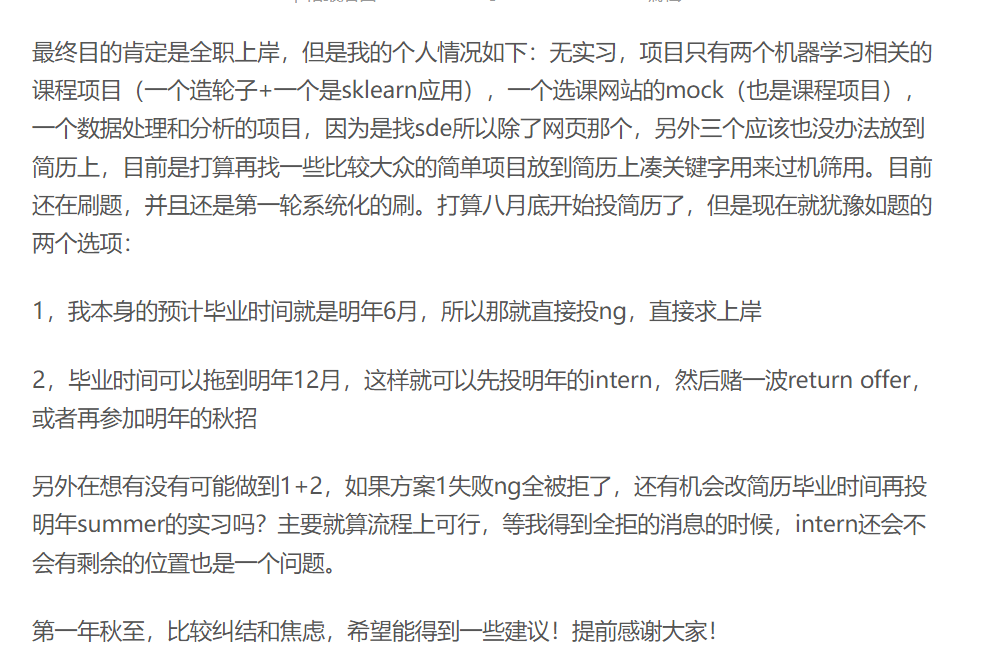 最终目的肯定是全职上岸，但是我的个人情况如下：无实习，项目只有两个机器学习相关的
课程项目（一个造轮子+一个是sklearn应用），一个选课网站的mock（也是课程项目），
一个数据处理和分析的项目，因为是找sde所以除了网页那个，另外三个应该也没办法放到
简历上，目前是打算再找一些比较大众的简单项目放到简历上凑关键字用来过机筛用。目前
还在刷题，并且还是第一轮系统化的刷。打算八月底开始投简历了，但是现在就犹豫如题的
两个选项：
1，我本身的预计毕业时间就是明年6月，所以那就直接投ng，直接求上岸
2，毕业时间可以拖到明年12月，这样就可以先投明年的intern，然后赌一波return offer，
或者再参加明年的秋招
另外在想有没有可能做到1+2，如果方案1失败ng全被拒了，还有机会改简历毕业时间再投
明年summer的实习吗？主要就算流程上可行，等我得到全拒的消息的时候，intern还会不
会有剩余的位置也是一个问题。
第一年秋至，比较纠结和焦虑，希望能得到一些建议！提前感谢大家！